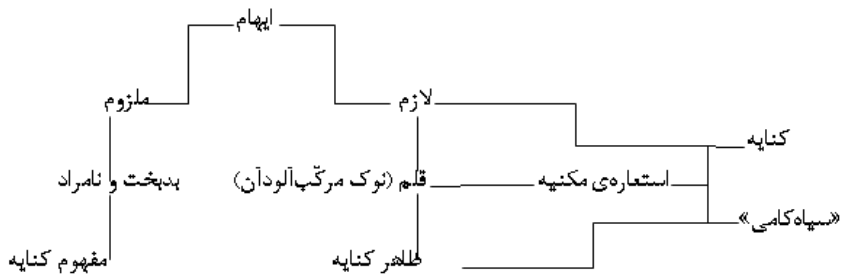 ایهام
لازم
ملزوم
کنایه
استعاره‌ی مکنیه
قلم (نوک مرکّب‌آلودآن)
بدبخت و نامراد
«سیاه‌کامی»
ظاهر کنایه
مفهوم کنایه